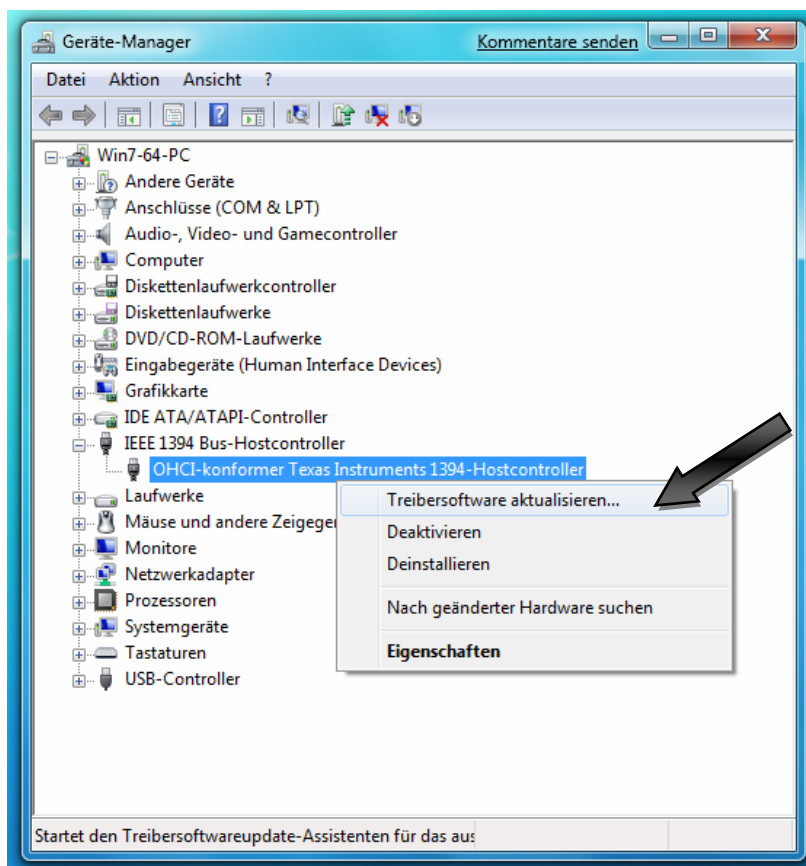 Geräte-Manager
Kommentare senden
Datei Aktion Ansicht ?
Win7-64-PC
Andere Geräte
Anschlüsse (COM & LPT)
Audio-, Video- und Gamecontroller
Computer
Diskettenlaufwerkcontroller
Diskettenlaufwerke
DVD/CD-ROM-Laufwerke
Eingabegeräte (Human Interface Devices)
Grafikkarte
IDE ATA/ATAPI-Controller
IEEE 1394 Bus-Hostcontroller
OHCI-konformer Texas Instruments 1394-Hostcontroller
Laufwerke
Mäuse und andere Zeigeger
Monitore
Netzwerkadapter
Prozessoren
Systemgeräte
Tastaturen
USB-Controller
Treibersoftware aktualisieren...
Deaktivieren
Deinstallieren
Nach geänderter Hardware suchen
Eigenschaften
Startet den Treibersoftwareupdate-Assistenten für das aus